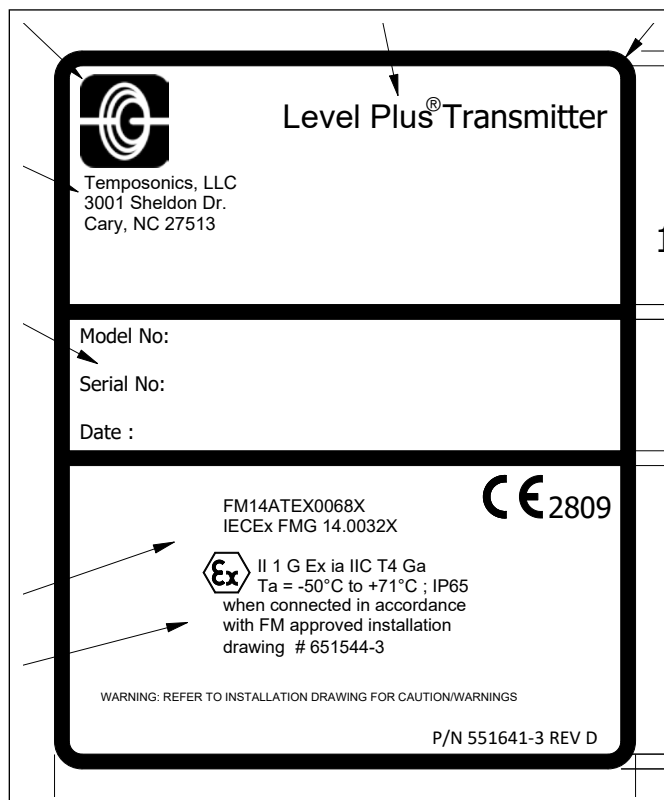 Level Plus® Transmitter
Temposonics, LLC
3001 Sheldon Dr.
Cary, NC 27513
1
Model No:
Serial No:
Date :
CE 2809
FM14ATEX0068X
IECEx FMG 14.0032X
Ex II 1 G Ex ia IIC T4 Ga
Ta = -50°C to +71°C ; IP65
when connected in accordance
with FM approved installation
drawing # 651544-3
WARNING: REFER TO INSTALLATION DRAWING FOR CAUTION/WARNINGS
P/N 551641-3 REV D